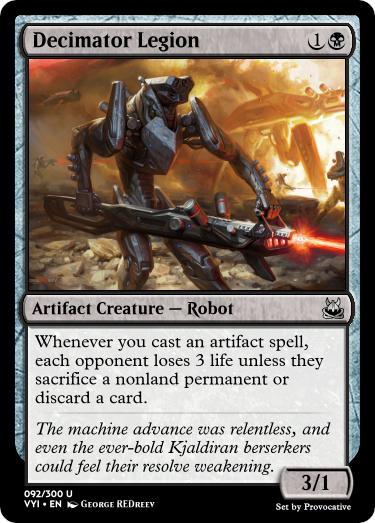 Decimator Legion 1
Artifact Creature — Robot
Whenever you cast an artifact spell,
each opponent loses 3 life unless they
sacrifice a nonland permanent or
discard a card.
The machine advance was relentless, and
even the ever-bold Kjaldiran berserkers
could feel their resolve weakening.
3/1
092/300 U
VYI • EN George REDreev
Set by Provocative